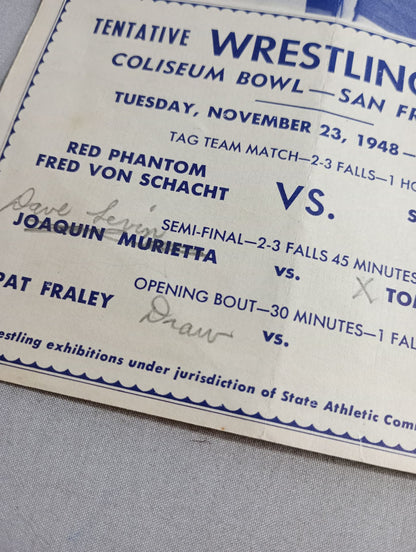 TENTATIVE WRESTLING
COLISEUM BOWL—SAN FR
TUESDAY, NOVEMBER 23, 1948—
TAG TEAM MATCH—2-3 FALLS—1 HO
RED PHANTOM
FRED VON SCHACHT
VS.
S
Dave Levin
SEMI-FINAL—2-3 FALLS 45 MINUTES
JOAQUIN MURIETTA
vs.
X TO
OPENING BOUT—30 MINUTES—1 FAL
PAT FRALEY
Draw
vs.
estling exhibitions under jurisdiction of State Athletic Com